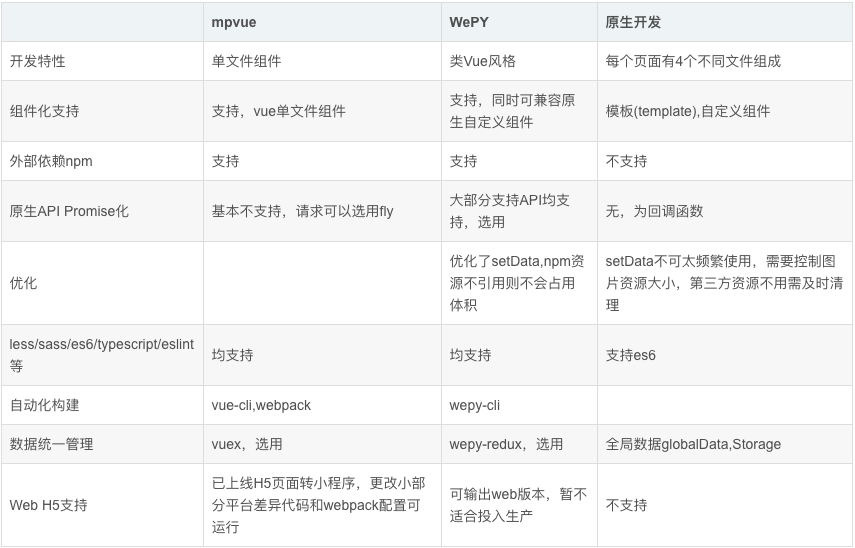 mpvue WePY 原生开发
开发特性 单文件组件 类Vue风格 每个页面有4个不同文件组成
组件化支持 支持，vue单文件组件 支持，同时可兼容原
生自定义组件 模板(template),自定义组件
外部依赖npm 支持 支持 不支持
原生API Promise化 基本不支持，请求可以选用fly 大部分支持API均支
持，选用 无，为回调函数
优化 优化了setData,npm资
源不引用则不会占用
体积 setData不可太频繁使用，需要控制图
片资源大小，第三方资源不用需及时清
理
less/sass/es6/typescript/eslint
等 均支持 均支持 支持es6
自动化构建 vue-cli,webpack wepy-cli
数据统一管理 vuex，选用 wepy-redux，选用 全局数据globalData,Storage
Web H5支持 已上线H5页面转小程序，更改小部
分平台差异代码和webpack配置可
运行 可输出web版本，暂不
适合投入生产 不支持